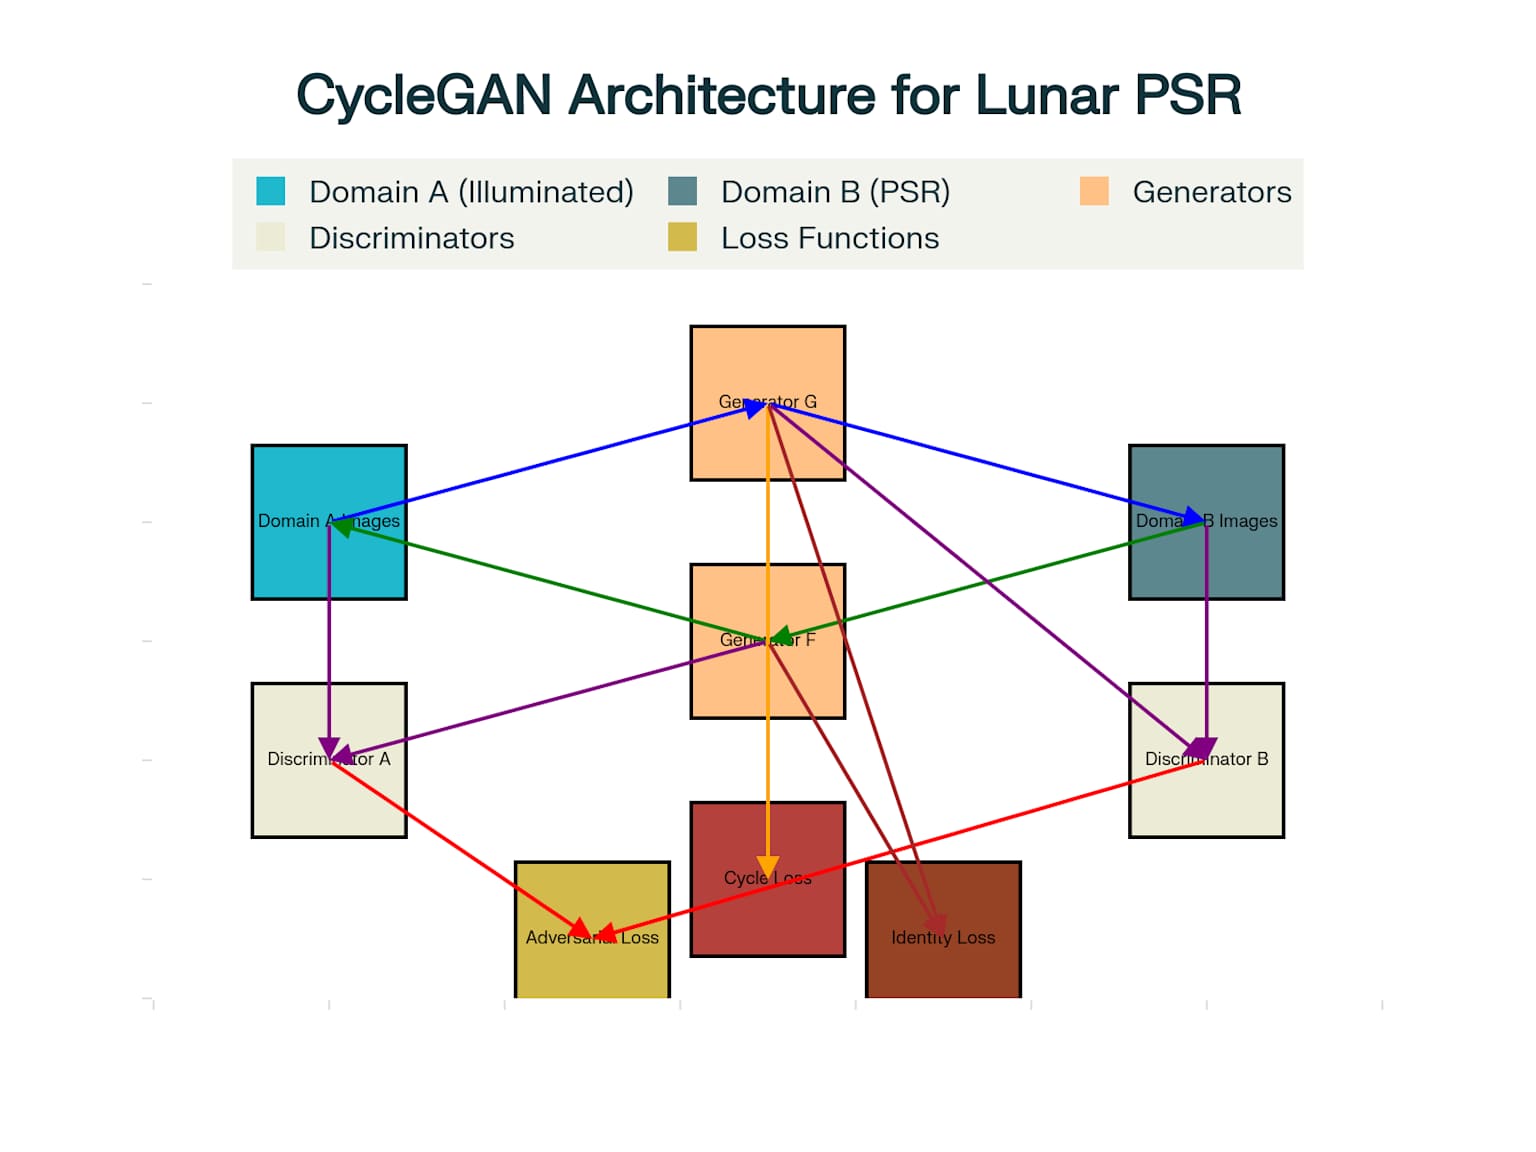 CycleGAN Architecture for Lunar PSR
Domain A (Illuminated)
Domain B (PSR)
Generators
Discriminators
Loss Functions
Generator G
Domain A Images
Domain B Images
Generator F
Discriminator A
Discriminator B
Cycle Loss
Adversarial Loss
Identity Loss